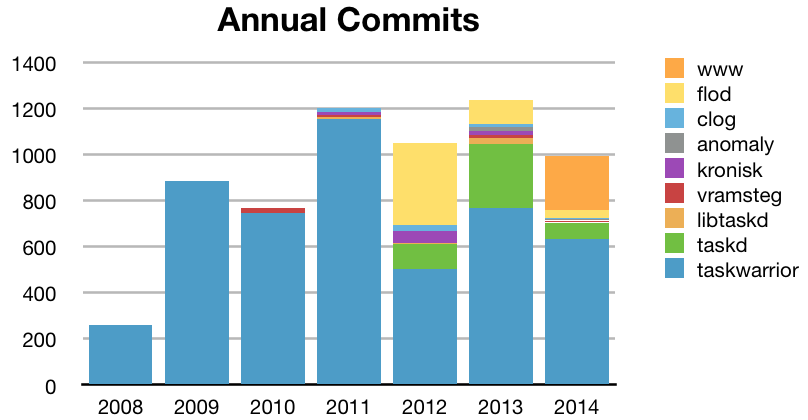 Annual Commits
1400
1200
1000
800
600
400
200
0
2008 2009 2010 2011 2012 2013 2014
www
flod
clog
anomaly
kronisk
vramsteg
libtaskd
taskd
taskwarrior